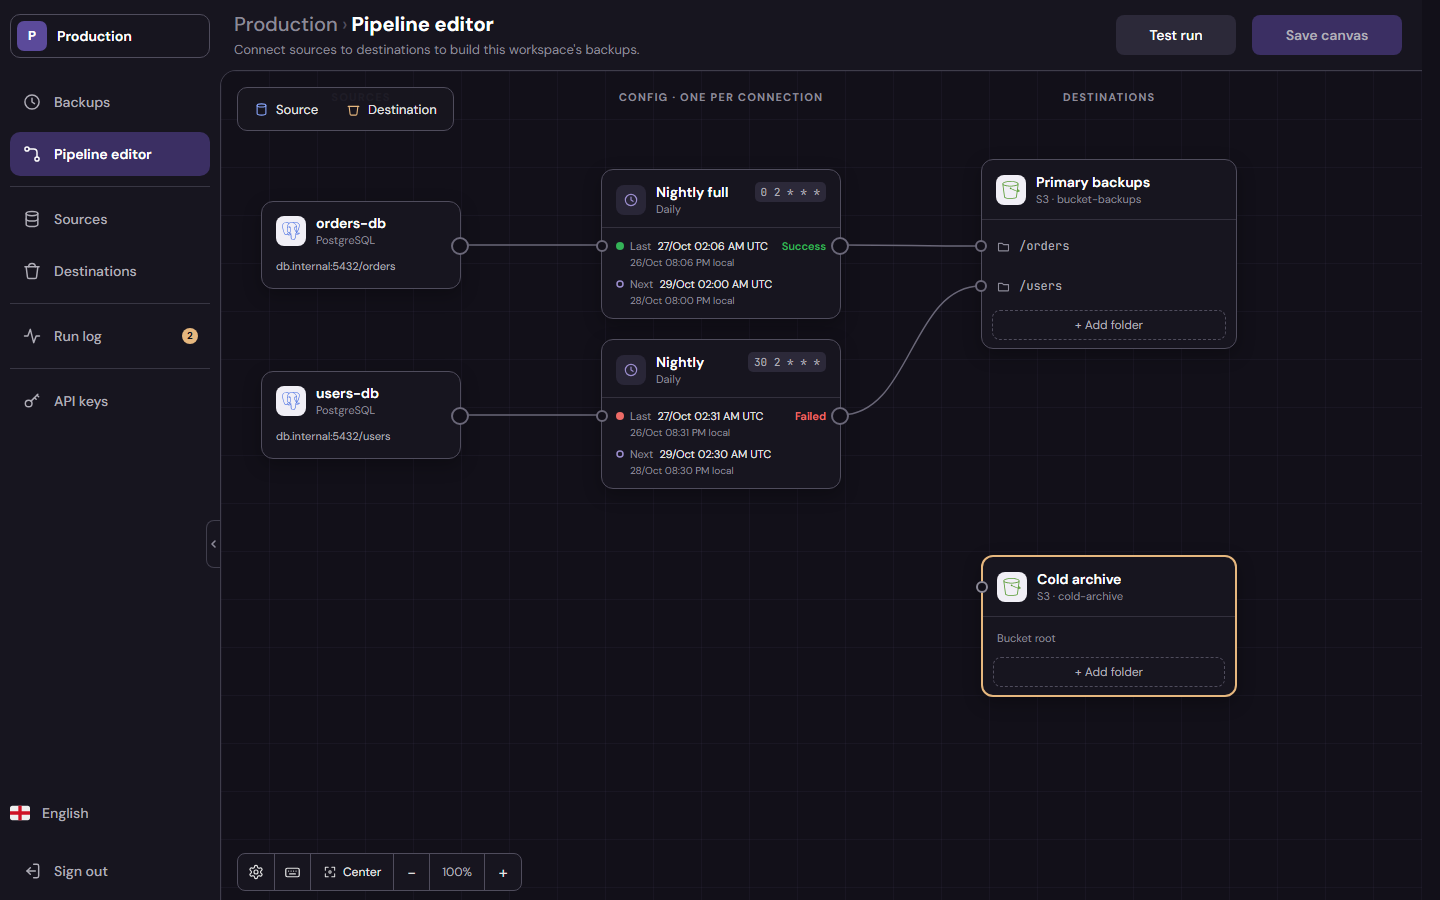 P Production
Backups
Pipeline editor
Sources
Destinations
Run log 2
API keys
English
Sign out
Production › Pipeline editor
Connect sources to destinations to build this workspace's backups.
Test run
Save canvas
Source Destination
CONFIG · ONE PER CONNECTION
DESTINATIONS
orders-db
PostgreSQL
db.internal:5432/orders
users-db
PostgreSQL
db.internal:5432/users
Nightly full 0 2 * * *
Daily
Last 27/Oct 02:06 AM UTC Success
26/Oct 08:06 PM local
Next 29/Oct 02:00 AM UTC
28/Oct 08:00 PM local
Nightly 30 2 * * *
Daily
Last 27/Oct 02:31 AM UTC Failed
26/Oct 08:31 PM local
Next 29/Oct 02:30 AM UTC
28/Oct 08:30 PM local
Primary backups
S3 · bucket-backups
/orders
/users
+ Add folder
Cold archive
S3 · cold-archive
Bucket root
+ Add folder
Center − 100% +